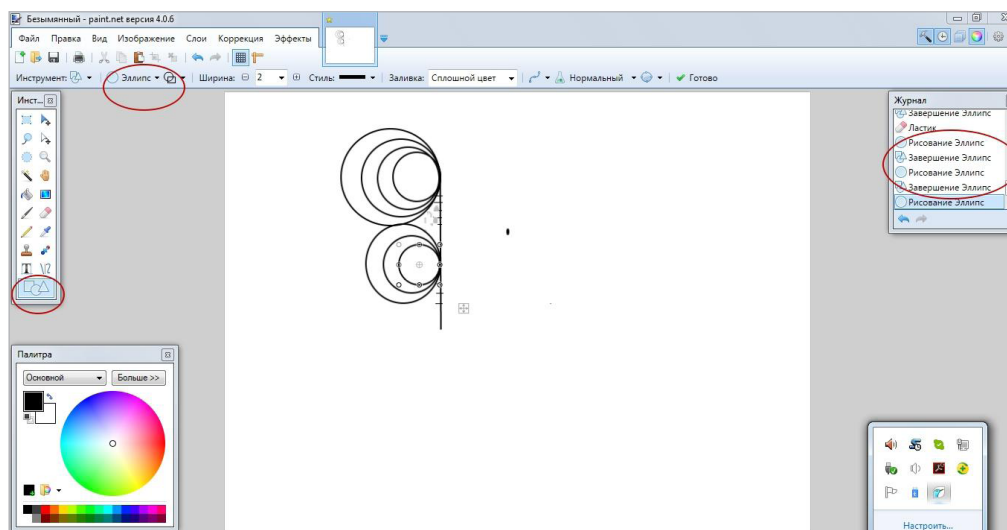 Безымянный - paint.net версия 4.0.6
Файл Правка Вид Изображение Слои Коррекция Эффекты
Инструмент: Эллипс Ширина: 2 Стиль: Заливка: Сплошной цвет Нормальный Готово
Инст...
Журнал
Завершение Эллипс
Ластик
Рисование Эллипс
Завершение Эллипс
Рисование Эллипс
Завершение Эллипс
Рисование Эллипс
Палитра
Основной Больше >>
Настроить...